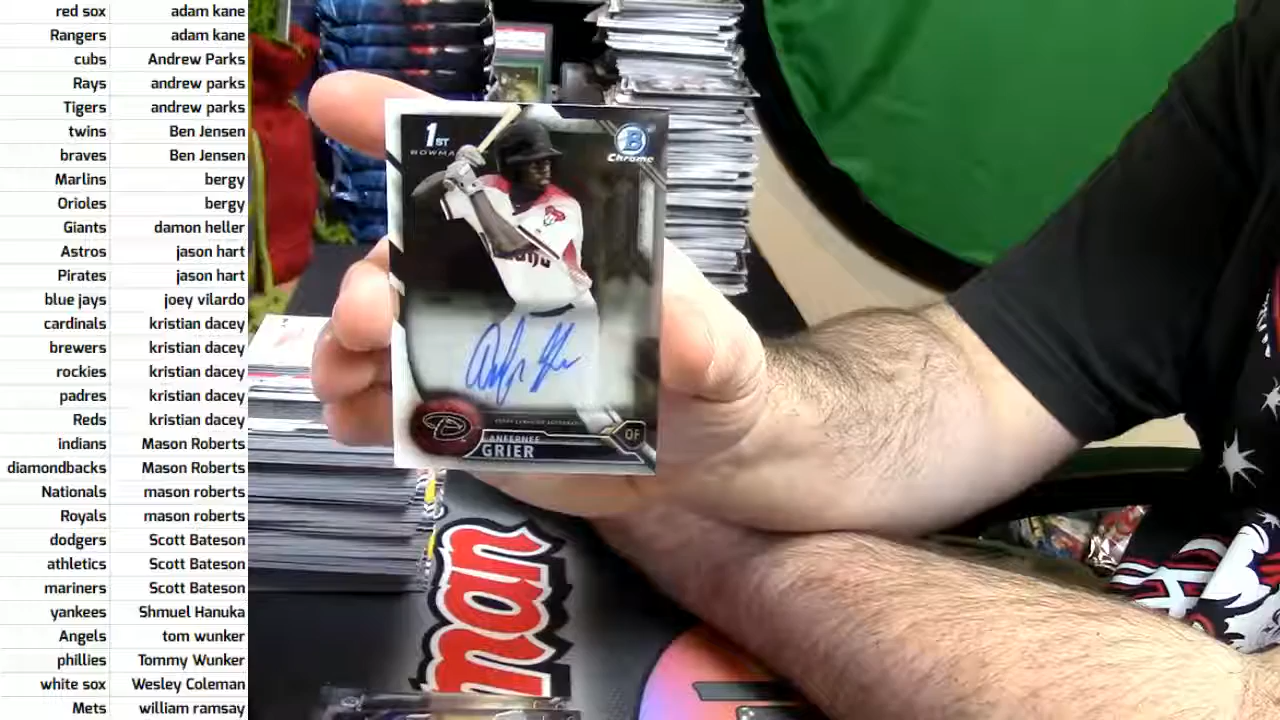 red sox adam kane
Rangers adam kane
cubs Andrew Parks
Rays andrew parks
Tigers andrew parks
twins Ben Jensen
braves Ben Jensen
Marlins bergy
Orioles bergy
Giants damon heller
Astros jason hart
Pirates jason hart
blue jays joey vilardo
cardinals kristian dacey
brewers kristian dacey
rockies kristian dacey
padres kristian dacey
Reds kristian dacey
indians Mason Roberts
diamondbacks Mason Roberts
Nationals mason roberts
Royals mason roberts
dodgers Scott Bateson
athletics Scott Bateson
mariners Scott Bateson
yankees Shmuel Hanuka
Angels tom wunker
phillies Tommy Wunker
white sox Wesley Coleman
Mets william ramsay
1ST
BOWMA
B
Chrome
ANFERNEE
GRIER
OF
man